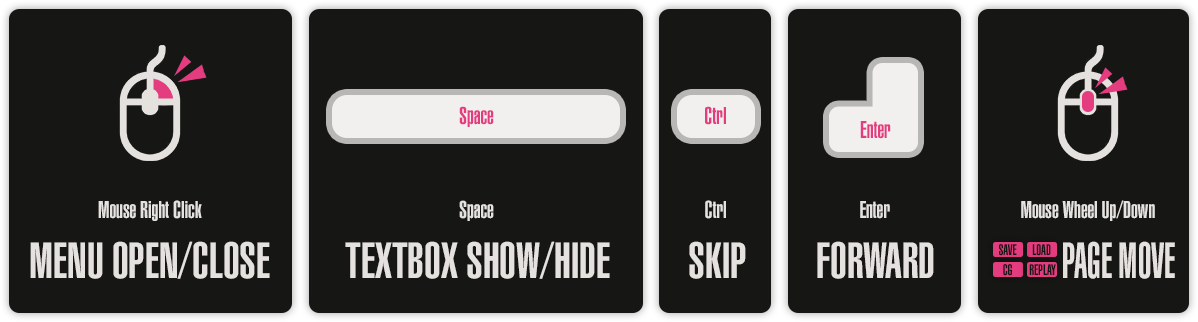 Mouse Right Click
MENU OPEN/CLOSE
Space
Space
TEXTBOX SHOW/HIDE
Ctrl
Ctrl
SKIP
Enter
Enter
FORWARD
Mouse Wheel Up/Down
SAVE LOAD
CG REPLAY
PAGE MOVE